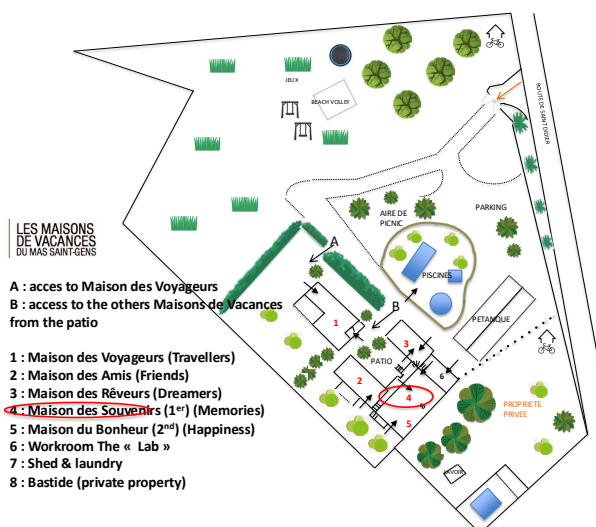 JEUX
BEACH VOLLEY
ROUTE DE SAINT DIDIER
AIRE DE
PICNIC
PARKING
LES MAISONS
DE VACANCES
DU MAS SAINT-GENS
A
PISCINES
A : acces to Maison des Voyageurs
B : access to the others Maisons de Vacances
from the patio
B
1
PETANQUE
3
PATIO
6
1 : Maison des Voyageurs (Travellers)
2 : Maison des Amis (Friends)
3 : Maison des Rêveurs (Dreamers)
4 : Maison des Souvenirs (1er) (Memories)
5 : Maison du Bonheur (2nd) (Happiness)
6 : Workroom The « Lab »
7 : Shed & laundry
8 : Bastide (private property)
2
4
PROPRIETE
PRIVEE
5
LAVOIR